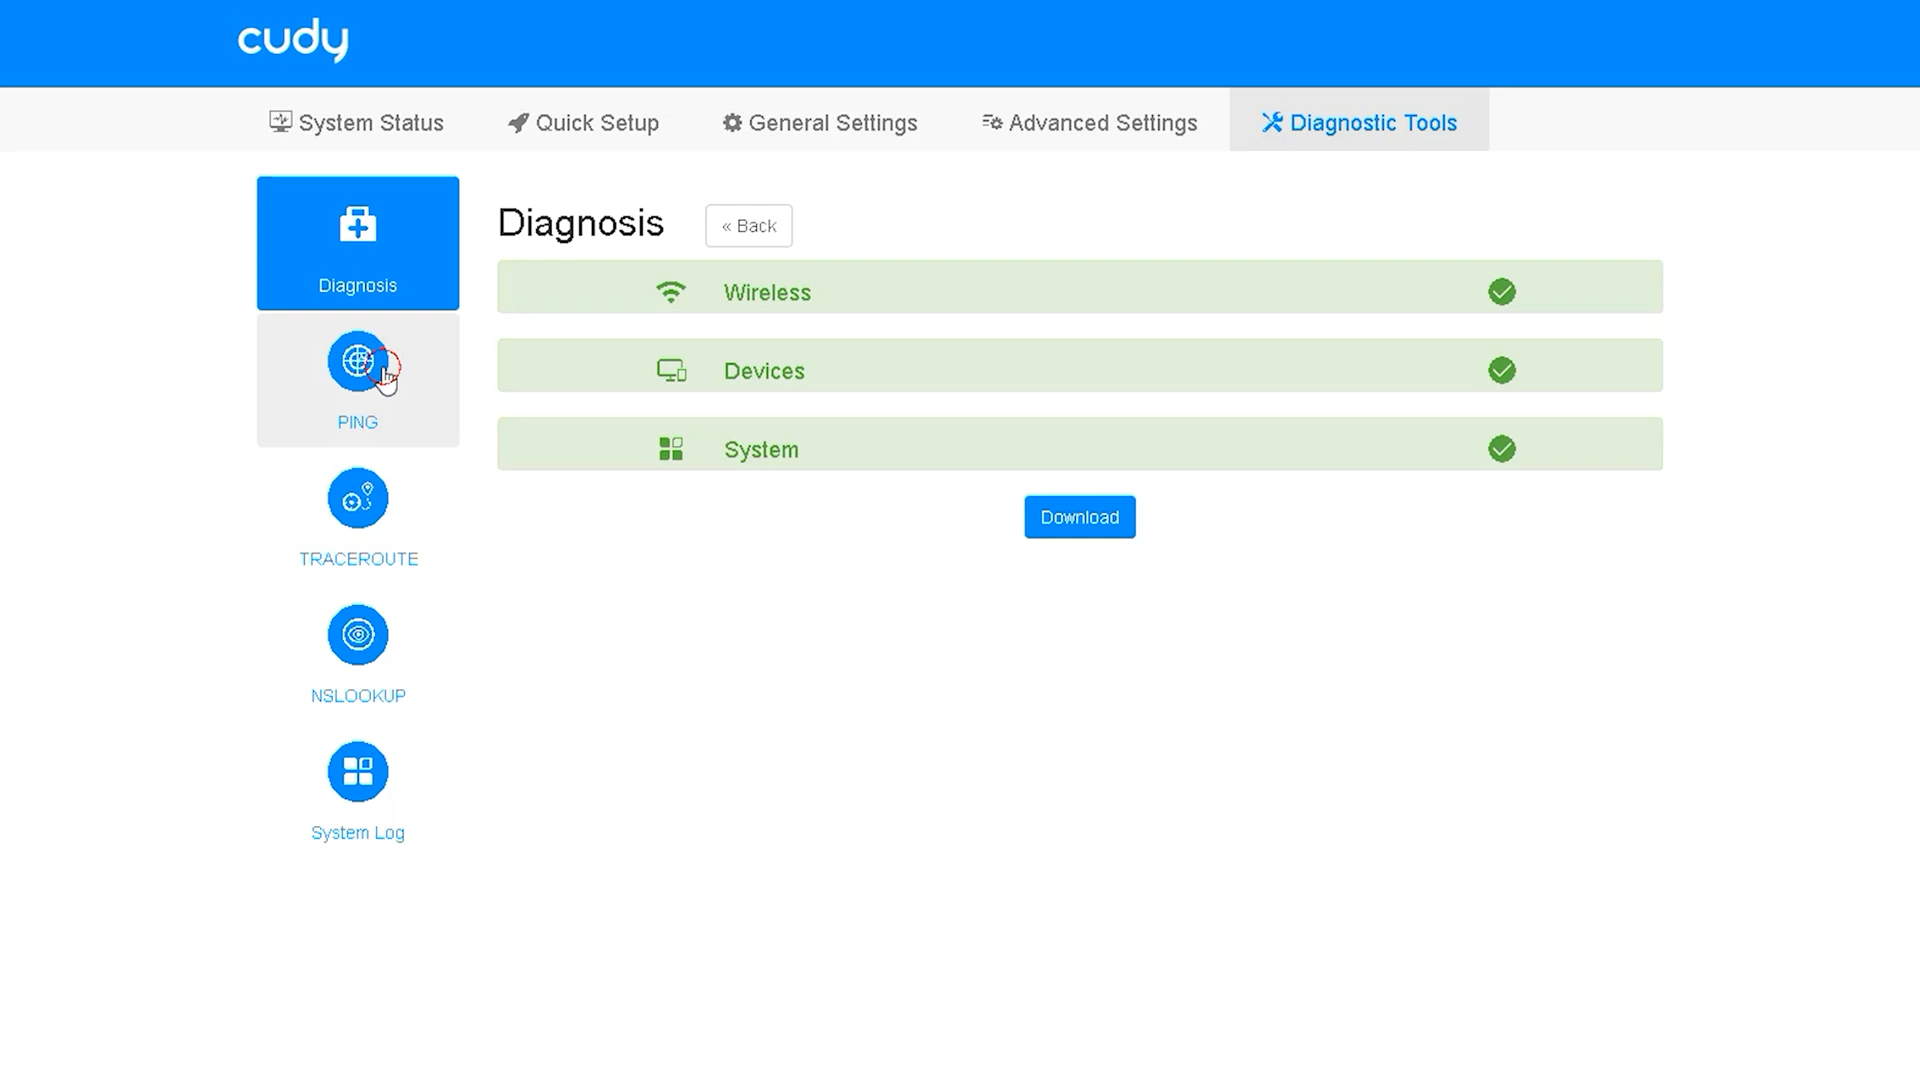 cudy
System Status
Quick Setup
General Settings
Advanced Settings
Diagnostic Tools
Diagnosis
PING
TRACEROUTE
NSLOOKUP
System Log
Diagnosis
« Back
Wireless
Devices
System
Download